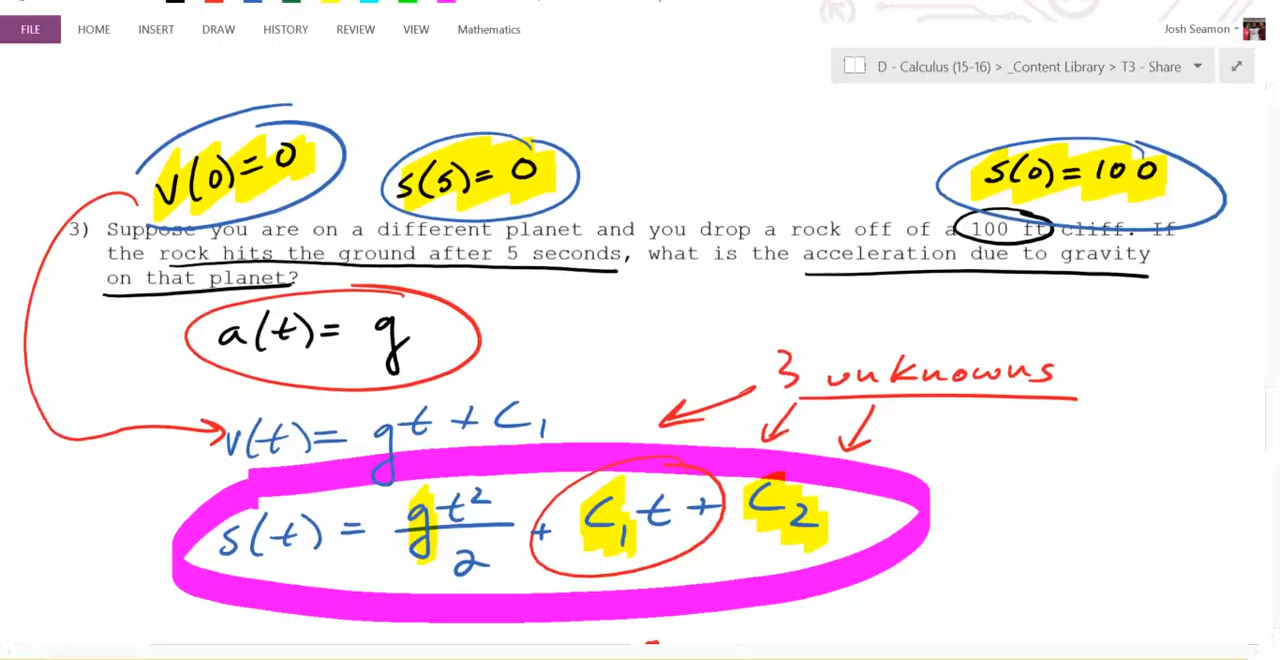 FILE HOME INSERT DRAW HISTORY REVIEW VIEW Mathematics Josh Seamon
D - Calculus (15-16) > _Content Library > T3 - Share
v(0)=0 s(5)=0 s(0)=100
3) Suppose you are on a different planet and you drop a rock off of a 100 ft cliff. If
the rock hits the ground after 5 seconds, what is the acceleration due to gravity
on that planet?
a(t)= g
3 unknowns
v(t)= gt + C₁
s(t) = gt²/2 + C₁t + C₂